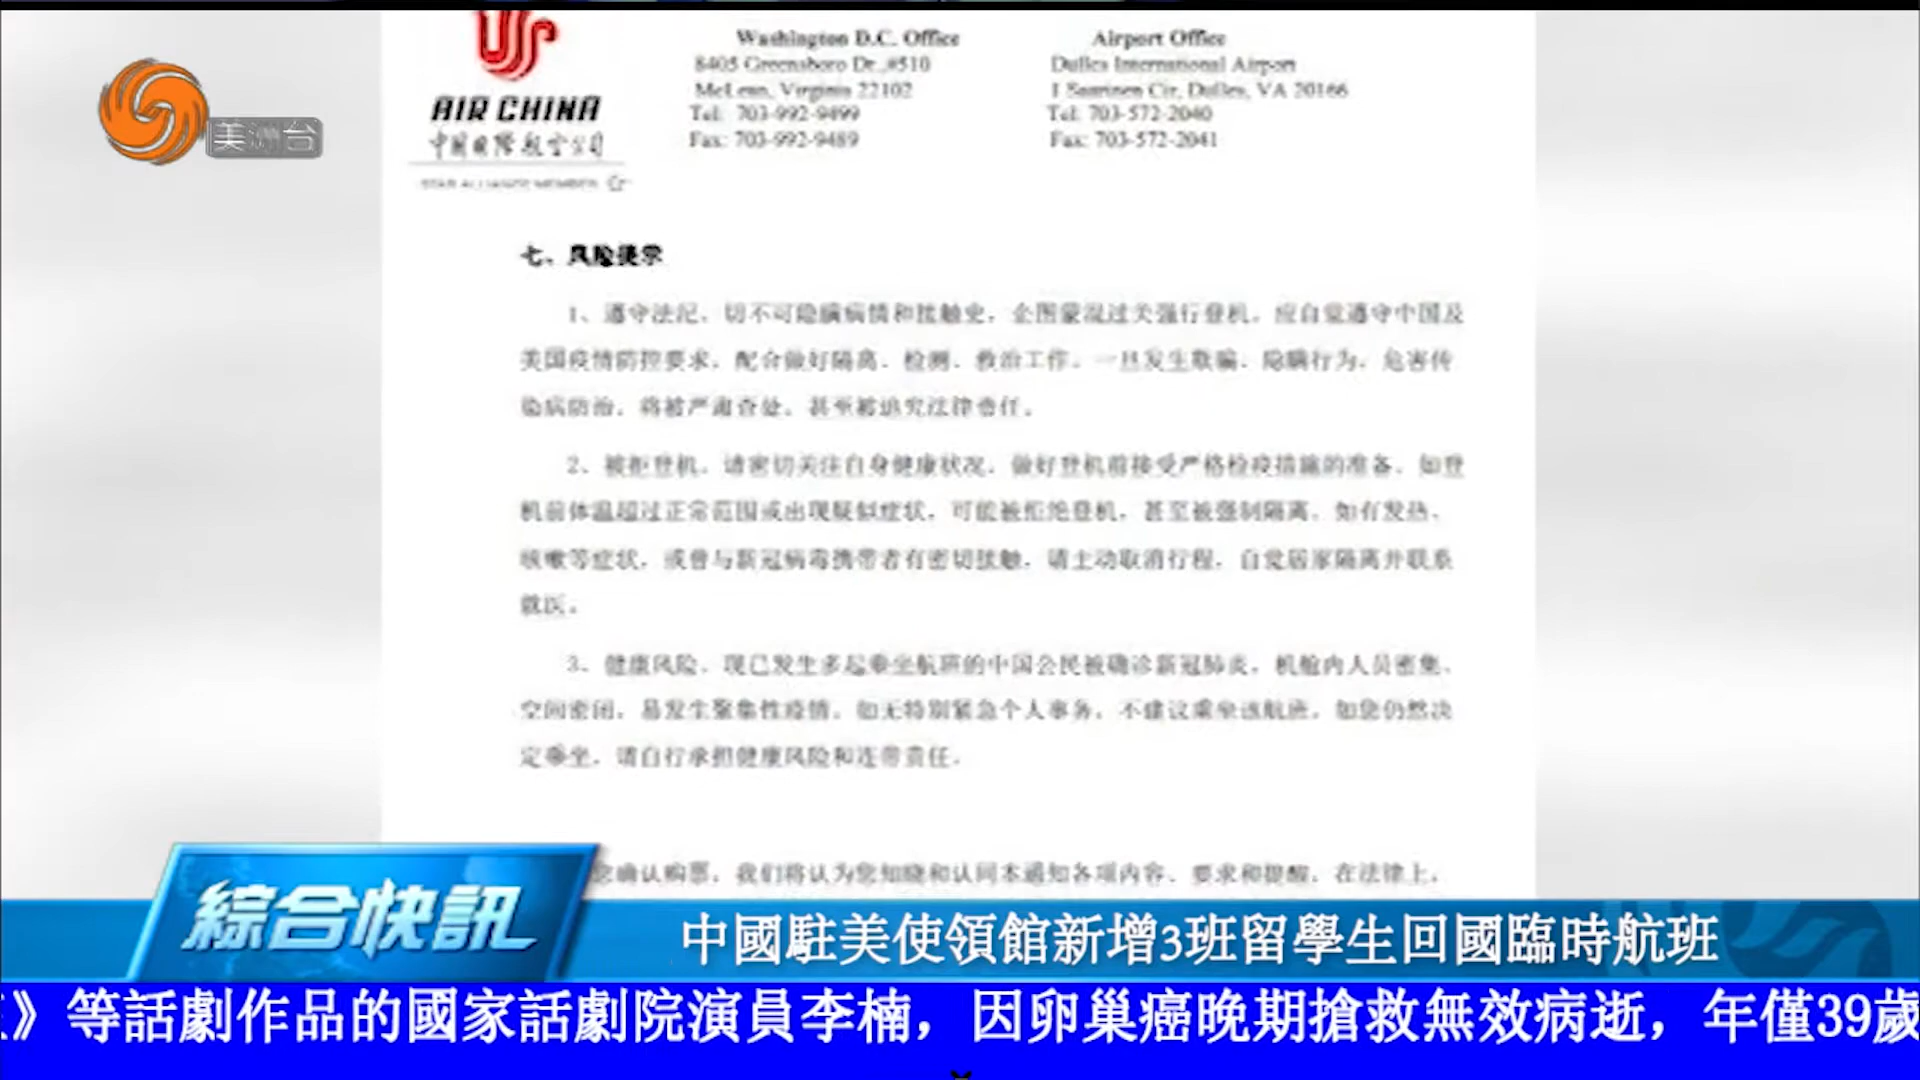 美洲台
AIR CHINA
中国国际航空公司
STAR ALLIANCE MEMBER
Washington D.C. Office
8405 Greensboro Dr.,#510
McLean, Virginia 22102
Tel: 703-992-9499
Fax: 703-992-9489
Airport Office
Dulles International Airport
1 Saarinen Cir, Dulles, VA 20166
Tel: 703-572-2040
Fax: 703-572-2041
七、风险提示
1、遵守法纪。切不可隐瞒病情和接触史，企图蒙混过关强行登机。应自觉遵守中国及
美国疫情防控要求，配合做好隔离、检测、救治工作。一旦发生欺骗、隐瞒行为，危害传
染病防治，将被严肃查处，甚至被追究法律责任。
2、被拒登机。请密切关注自身健康状况，做好登机前接受严格检疫措施的准备。如登
机前体温超过正常范围或出现疑似症状，可能被拒绝登机，甚至被强制隔离。如有发热、
咳嗽等症状，或曾与新冠病毒携带者有密切接触，请主动取消行程，自觉居家隔离并联系
就医。
3、健康风险。现已发生多起乘坐航班的中国公民被确诊新冠肺炎。机舱内人员密集、
空间密闭，易发生聚集性疫情。如无特别紧急个人事务，不建议乘坐该航班。如您仍然决
定乘坐，请自行承担健康风险和连带责任。
您确认购票，我们将认为您知晓和认同本通知各项内容、要求和提醒。在法律上，
綜合快訊
中國駐美使領館新增3班留學生回國臨時航班
》等話劇作品的國家話劇院演員李楠，因卵巢癌晚期搶救無效病逝，年僅39歲